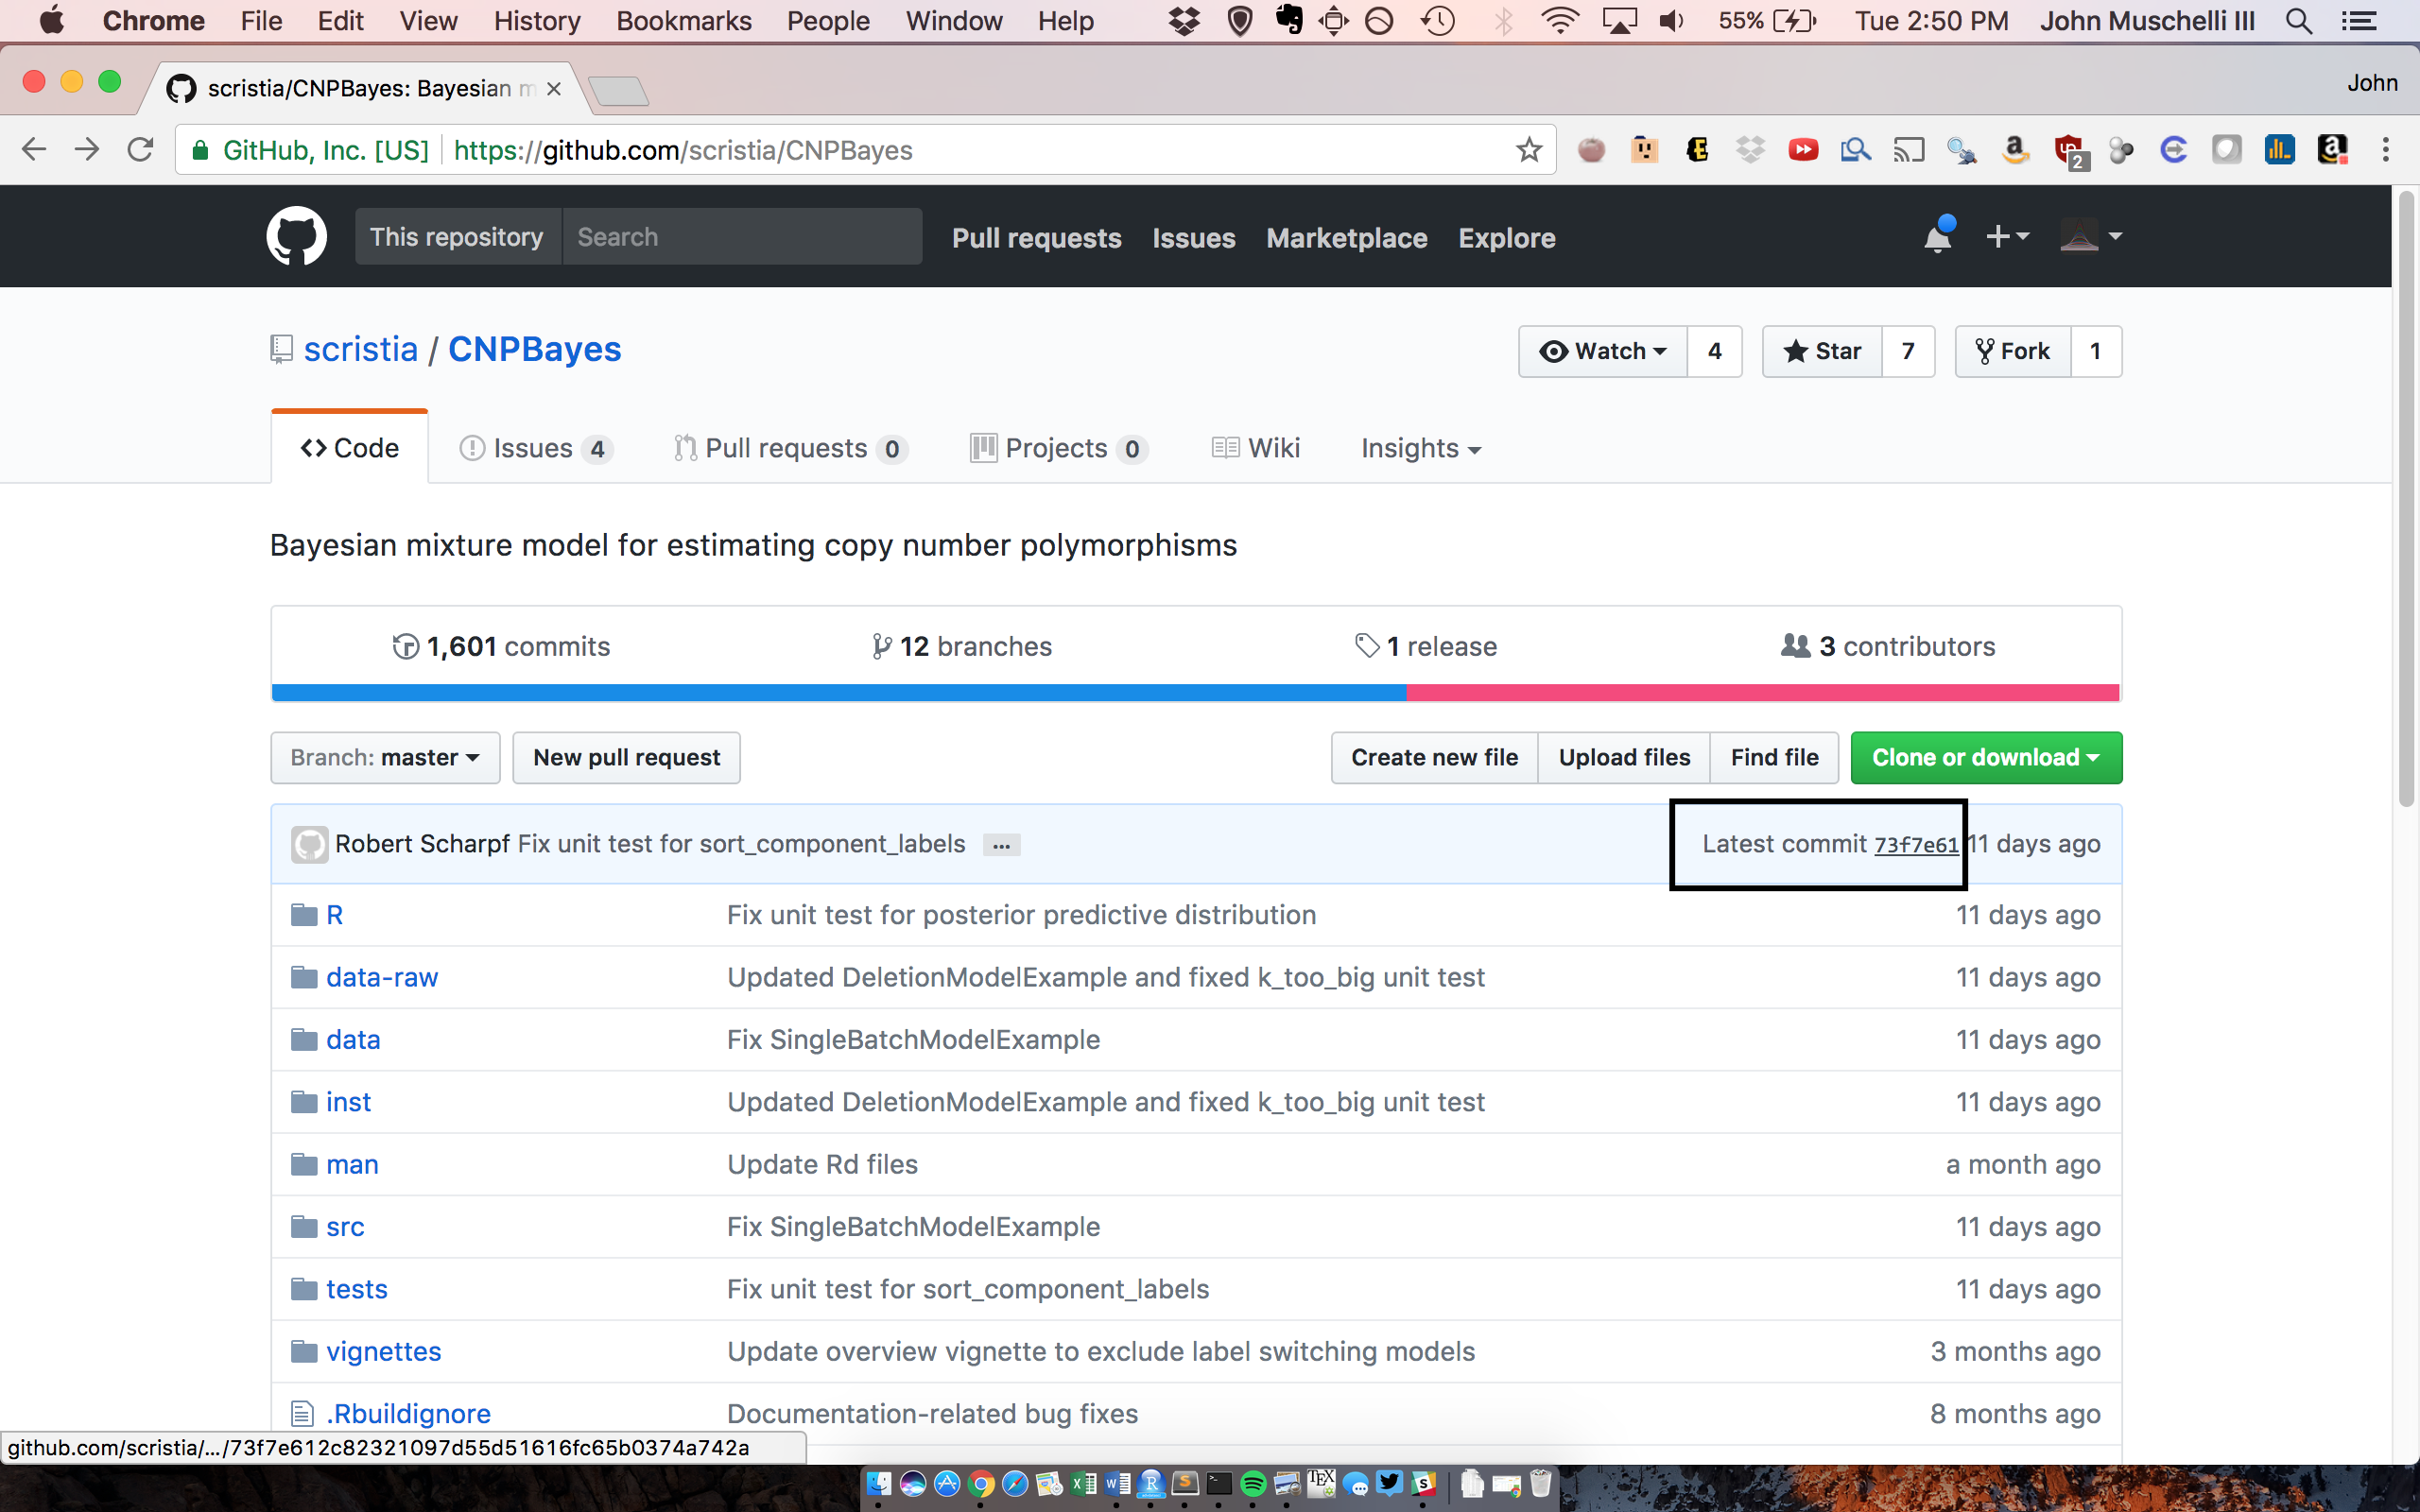 Chrome File Edit View History Bookmarks People Window Help 55% Tue 2:50 PM John Muschelli III
scristia/CNPBayes: Bayesian m John
GitHub, Inc. [US] https://github.com/scristia/CNPBayes 2
This repository Search Pull requests Issues Marketplace Explore
scristia / CNPBayes Watch 4 Star 7 Fork 1
Code Issues 4 Pull requests 0 Projects 0 Wiki Insights
Bayesian mixture model for estimating copy number polymorphisms
1,601 commits 12 branches 1 release 3 contributors
Branch: master New pull request Create new file Upload files Find file Clone or download
Robert Scharpf Fix unit test for sort_component_labels … Latest commit 73f7e61 11 days ago
R Fix unit test for posterior predictive distribution 11 days ago
data-raw Updated DeletionModelExample and fixed k_too_big unit test 11 days ago
data Fix SingleBatchModelExample 11 days ago
inst Updated DeletionModelExample and fixed k_too_big unit test 11 days ago
man Update Rd files a month ago
src Fix SingleBatchModelExample 11 days ago
tests Fix unit test for sort_component_labels 11 days ago
vignettes Update overview vignette to exclude label switching models 3 months ago
.Rbuildignore Documentation-related bug fixes 8 months ago
github.com/scristia/.../73f7e612c82321097d55d51616fc65b0374a742a